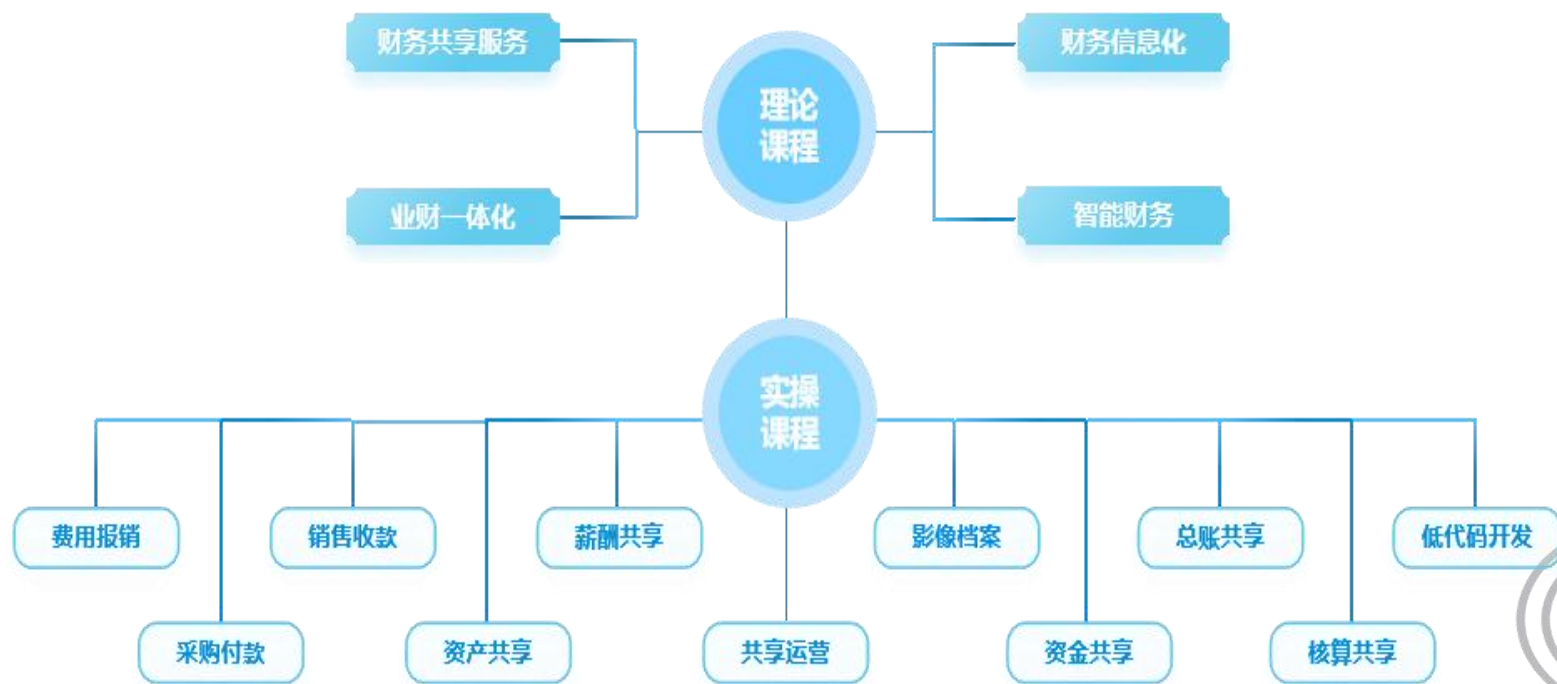 财务共享服务
财务信息化
理论
课程
业财一体化
智能财务
实操
课程
费用报销
销售收款
薪酬共享
影像档案
总账共享
低代码开发
采购付款
资产共享
共享运营
资金共享
核算共享